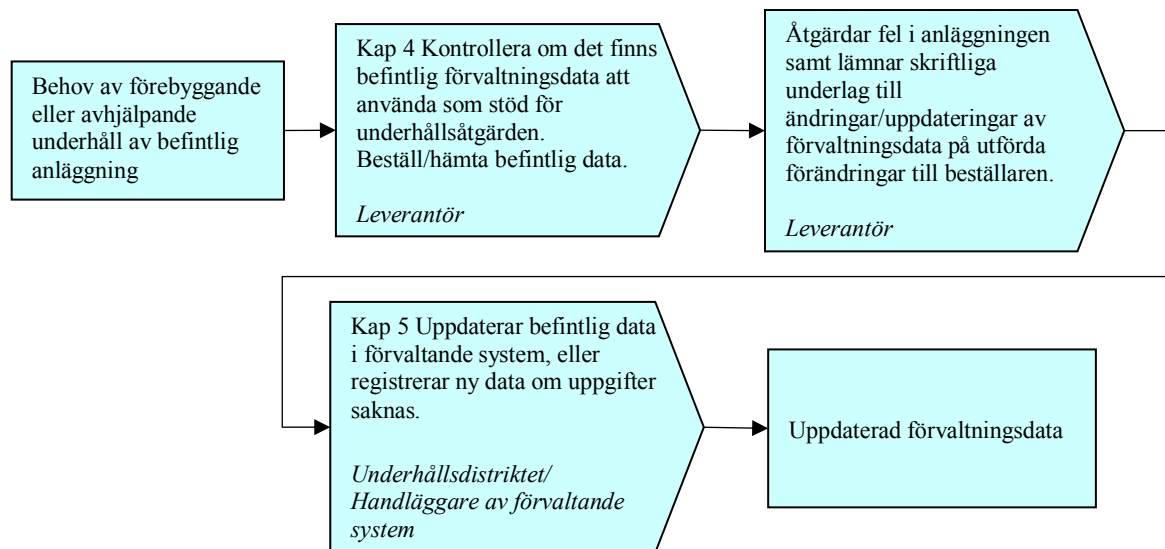 Behov av förebyggande
eller avhjälpande
underhåll av befintlig
anläggning
Kap 4 Kontrollera om det finns
befintlig förvaltningsdata att
använda som stöd för
underhållsåtgärden.
Beställ/hämta befintlig data.
Leverantör
Åtgärdar fel i anläggningen
samt lämnar skriftliga
underlag till
ändringar/uppdateringar av
förvaltningsdata på utförda
förändringar till beställaren.
Leverantör
Kap 5 Uppdaterar befintlig data
i förvaltande system, eller
registrerar ny data om uppgifter
saknas.
Underhållsdistriktet/
Handläggare av förvaltande
system
Uppdaterad förvaltningsdata